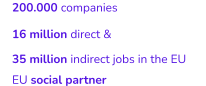 200.000 companies
16 million direct &
35 million indirect jobs in the EU
EU social partner